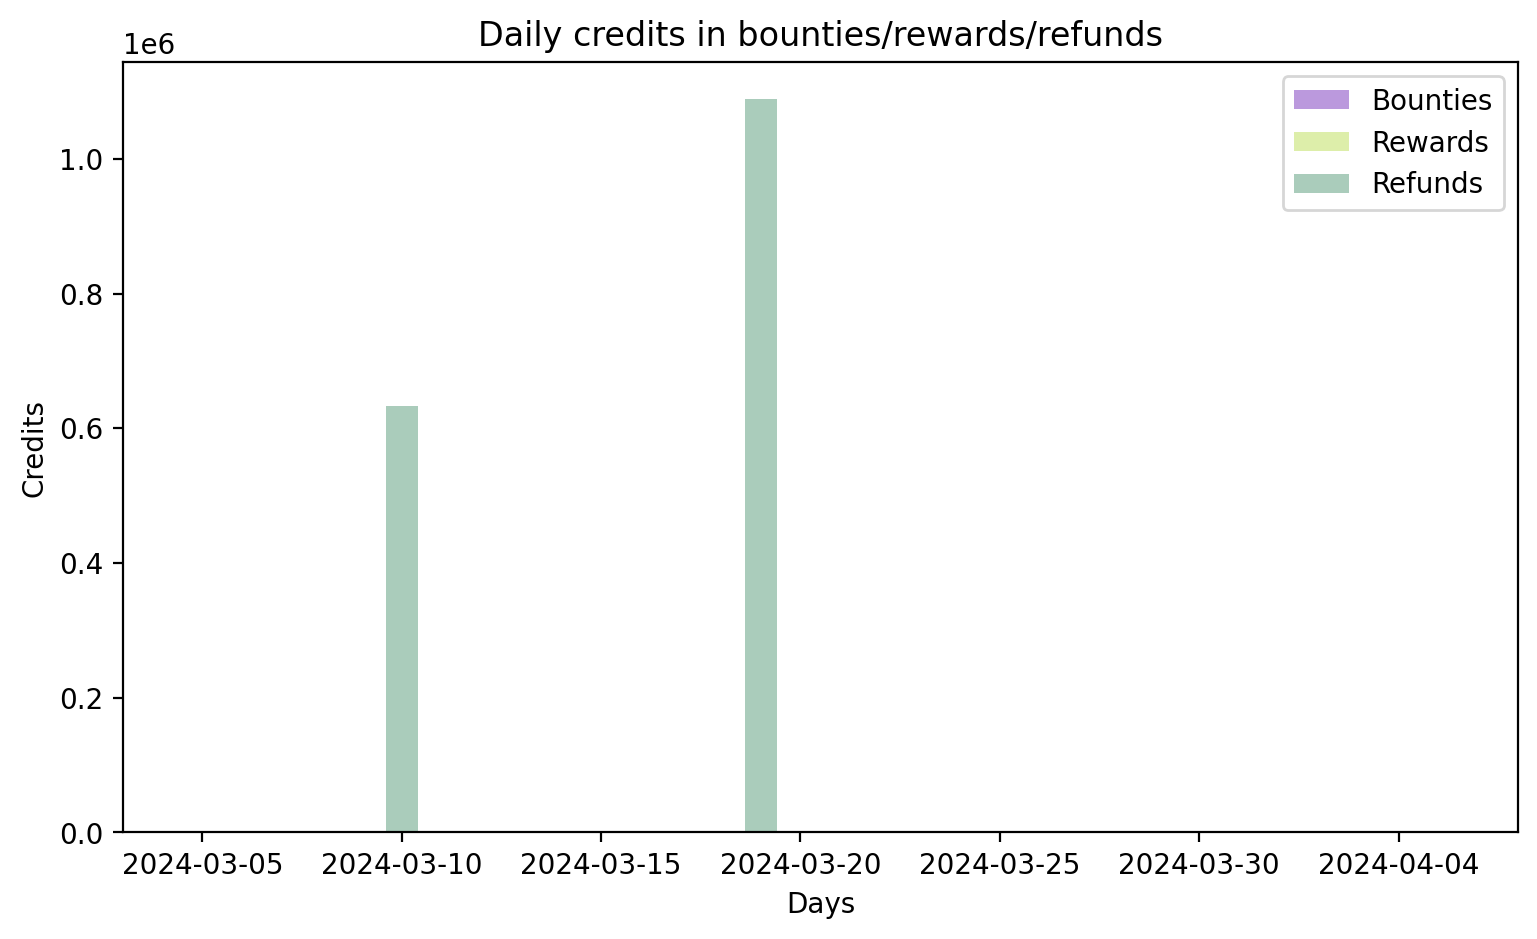 Daily credits in bounties/rewards/refunds
1e6
Bounties
Rewards
Refunds
1.0
0.8
0.6
0.4
0.2
0.0
Credits
2024-03-05 2024-03-10 2024-03-15 2024-03-20 2024-03-25 2024-03-30 2024-04-04
Days